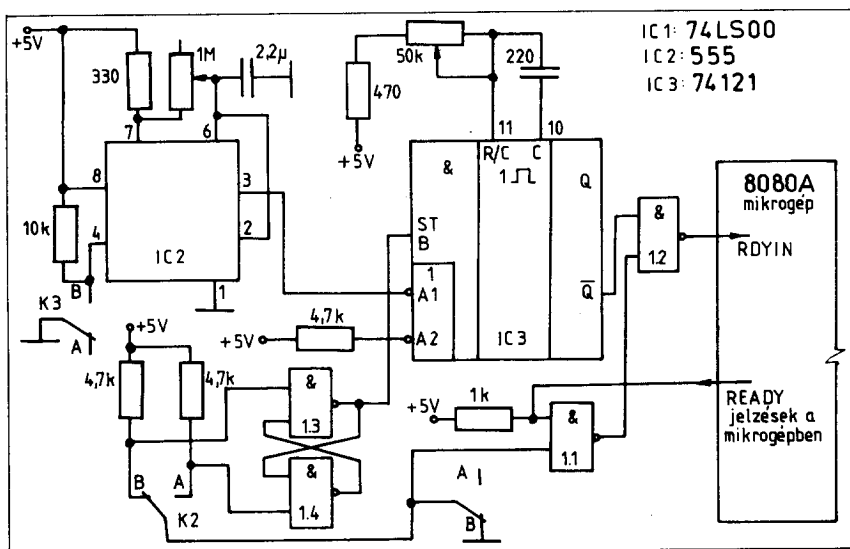 IC1: 74LS00
IC2: 555
IC3: 74121
+5V
330
1M
2,2µ
7
6
8
4
3
2
1
IC2
10k
B
K3
A
50k
470
+5V
220
11
10
R/C
C
1
&
Q
ST
B
1
A1
A2
Q
IC3
&
1.2
8080A
mikrogép
RDYIN
READY
jelzések a
mikrogépben
+5V
4,7k
4,7k
+5V
4,7k
&
1.3
&
1.4
B
A
K2
+5V
1k
&
1.1
A
1
B